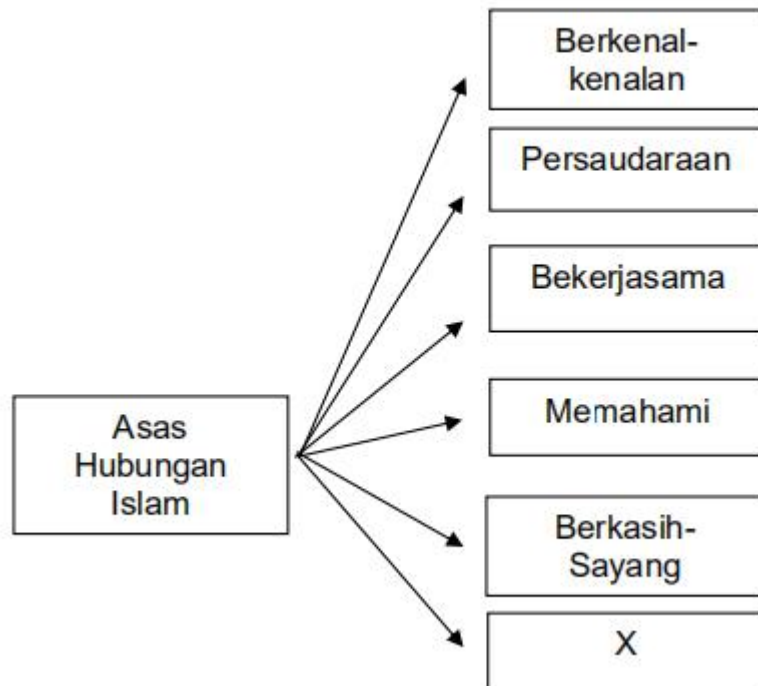 Berkenal-
kenalan
Persaudaraan
Bekerjasama
Memahami
Asas
Hubungan
Islam
Berkasih-
Sayang
X